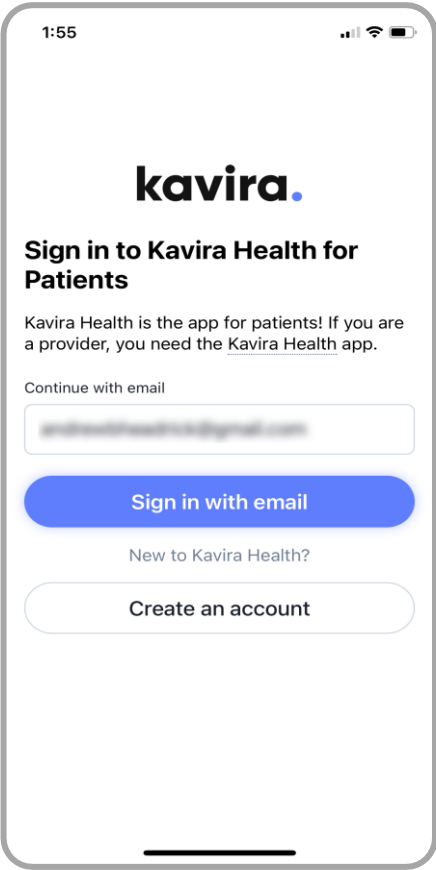 1:55
kavira.
Sign in to Kavira Health for
Patients
Kavira Health is the app for patients! If you are
a provider, you need the Kavira Health app.
Continue with email
Sign in with email
New to Kavira Health?
Create an account